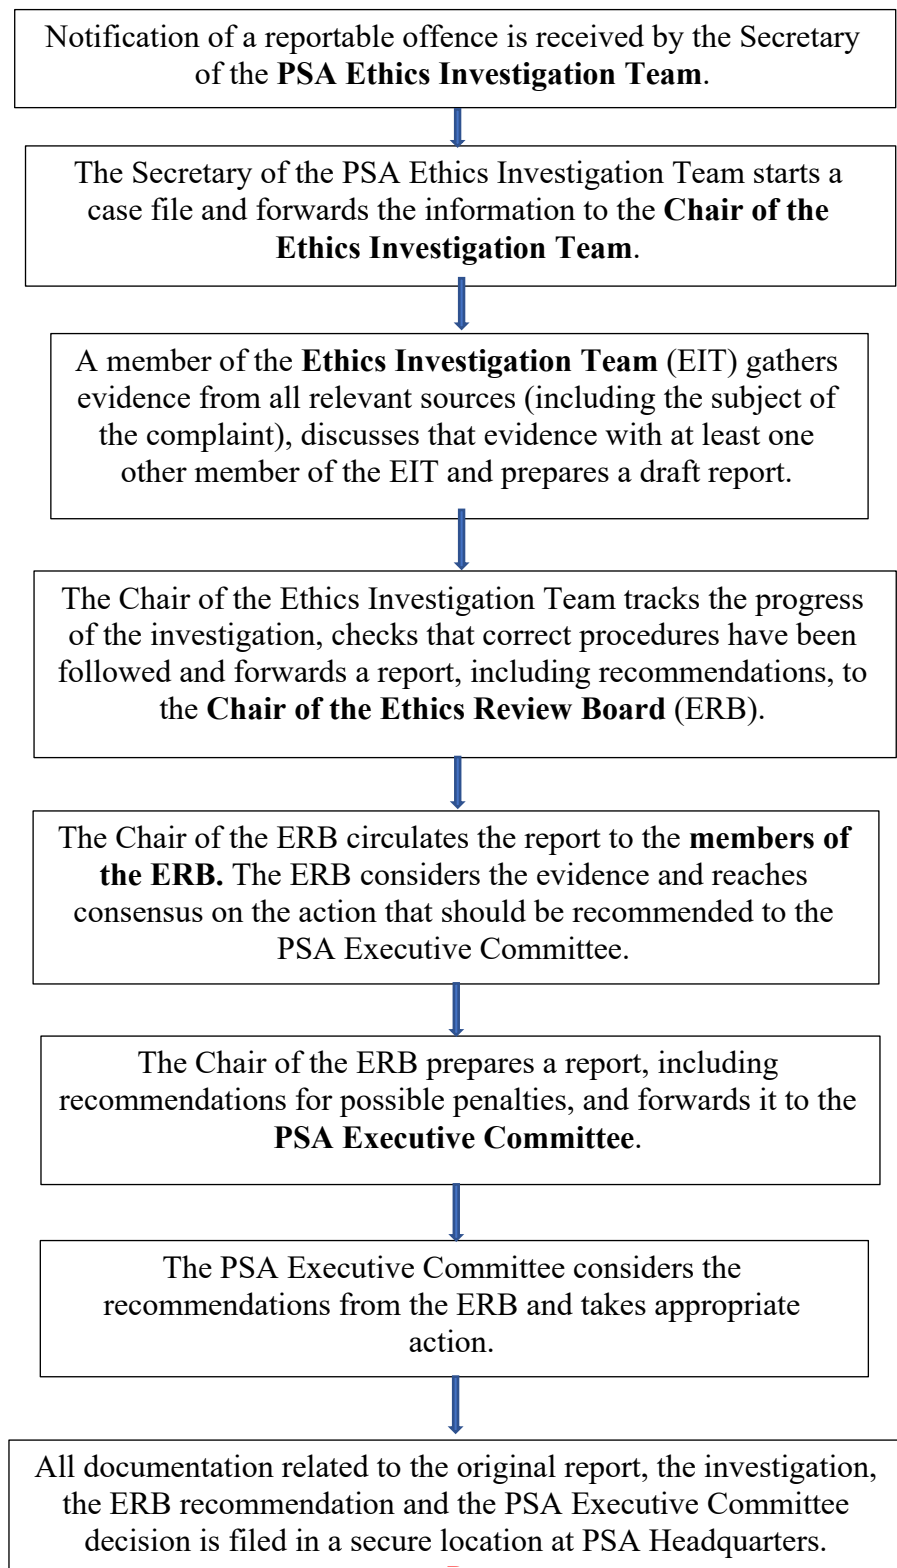 Notification of a reportable offence is received by the Secretary
of the PSA Ethics Investigation Team.
The Secretary of the PSA Ethics Investigation Team starts a
case file and forwards the information to the Chair of the
Ethics Investigation Team.
A member of the Ethics Investigation Team (EIT) gathers
evidence from all relevant sources (including the subject of
the complaint), discusses that evidence with at least one
other member of the EIT and prepares a draft report.
The Chair of the Ethics Investigation Team tracks the progress
of the investigation, checks that correct procedures have been
followed and forwards a report, including recommendations, to
the Chair of the Ethics Review Board (ERB).
The Chair of the ERB circulates the report to the members of
the ERB. The ERB considers the evidence and reaches
consensus on the action that should be recommended to the
PSA Executive Committee.
The Chair of the ERB prepares a report, including
recommendations for possible penalties, and forwards it to the
PSA Executive Committee.
The PSA Executive Committee considers the
recommendations from the ERB and takes appropriate
action.
All documentation related to the original report, the investigation,
the ERB recommendation and the PSA Executive Committee
decision is filed in a secure location at PSA Headquarters.